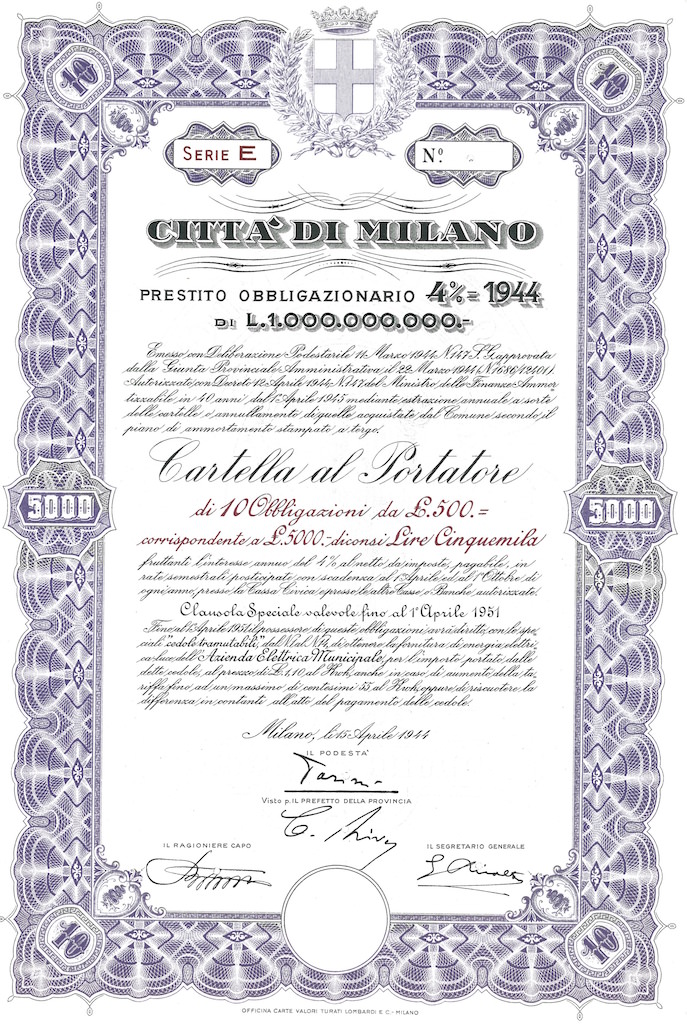 10
10
SERIE E
Nº
CITTA' DI MILANO
PRESTITO OBBLIGAZIONARIO 4% = 1944
DI L.1.000.000.000.-
Emesso con Deliberazione Podestarile 14 Marzo 1944 N.147 S.G. approvata
dalla Giunta Provinciale Amministrativa il 22 Marzo 1944 (N.1686/42401)
Autorizzato con Decreto 12 Aprile 1944, N.147 del Ministro delle Finanze Ammor-
tizzabile in 40 anni dal 1º Aprile 1945 mediante estrazione annuale a sorte
delle cartelle o annullamento di quelle acquistate dal Comune secondo il
piano di ammortamento stampato a tergo.
Cartella al Portatore
di 10 Obbligazioni da £.500.=
corrispondente a £.5000.- diconsi Lire Cinquemila
5000
5000
fruttanti l'interesse annuo del 4% al netto da imposte, pagabile, in
rate semestrali posticipate con scadenza al 1º Aprile ed al 1º Ottobre di
ogni anno, presso la Cassa Civica e presso le altre Casse o Banche autorizzate.
Clausola Speciale valevole fino al 1º Aprile 1951
Fino al 1º Aprile 1951 il possessore di queste obbligazioni avrà diritto, con le spe-
ciali "cedole tramutabili", dal N.1 al N.14, di ottenere la fornitura di energia elettri-
ca-luce dell'Azienda Elettrica Municipale, per l'importo portato dalle
dette cedole, al prezzo di L.1,10 al Kwh, anche in caso di aumento della ta-
riffa fino ad un massimo di centesimi 55 al Kwh, oppure di riscuotere la
differenza in contante all'atto del pagamento delle cedole.
Milano, li 15 Aprile 1944
IL PODESTA'
Visto p. IL PREFETTO DELLA PROVINCIA
IL RAGIONIERE CAPO
IL SEGRETARIO GENERALE
10
10
OFFICINA CARTE VALORI TURATI LOMBARDI E C.- MILANO